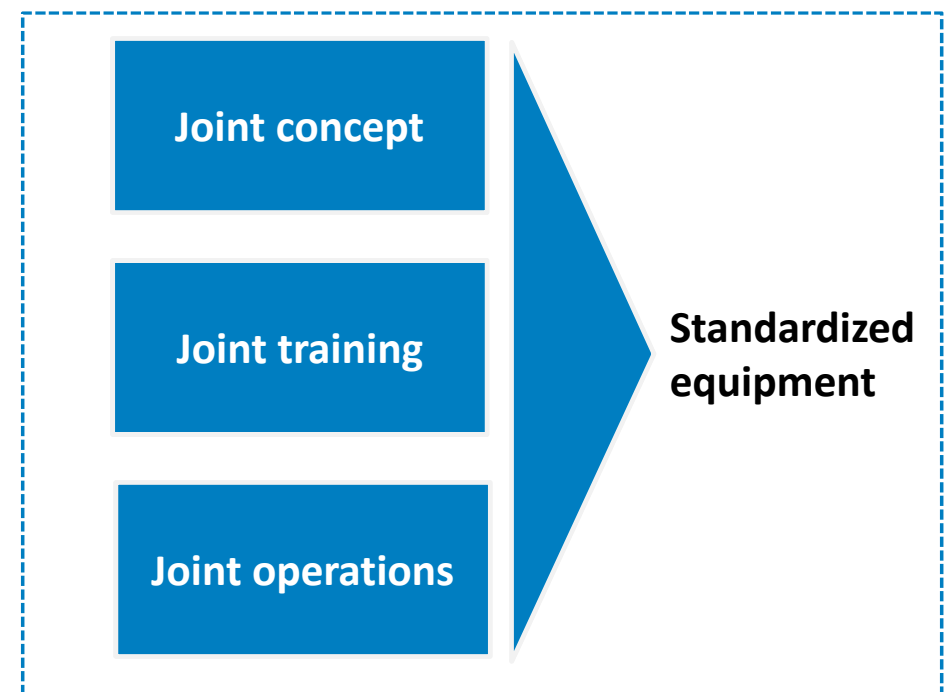 Joint concept
Joint training
Standardized
equipment
Joint operations